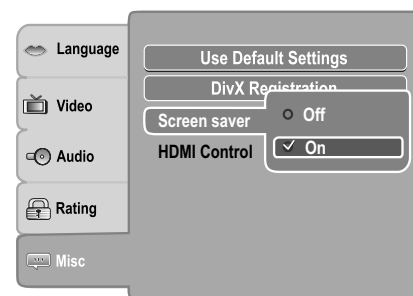 Language
Video
Audio
Rating
Misc
Use Default Settings
DivX Registration
Screen saver
Off
On
HDMI Control